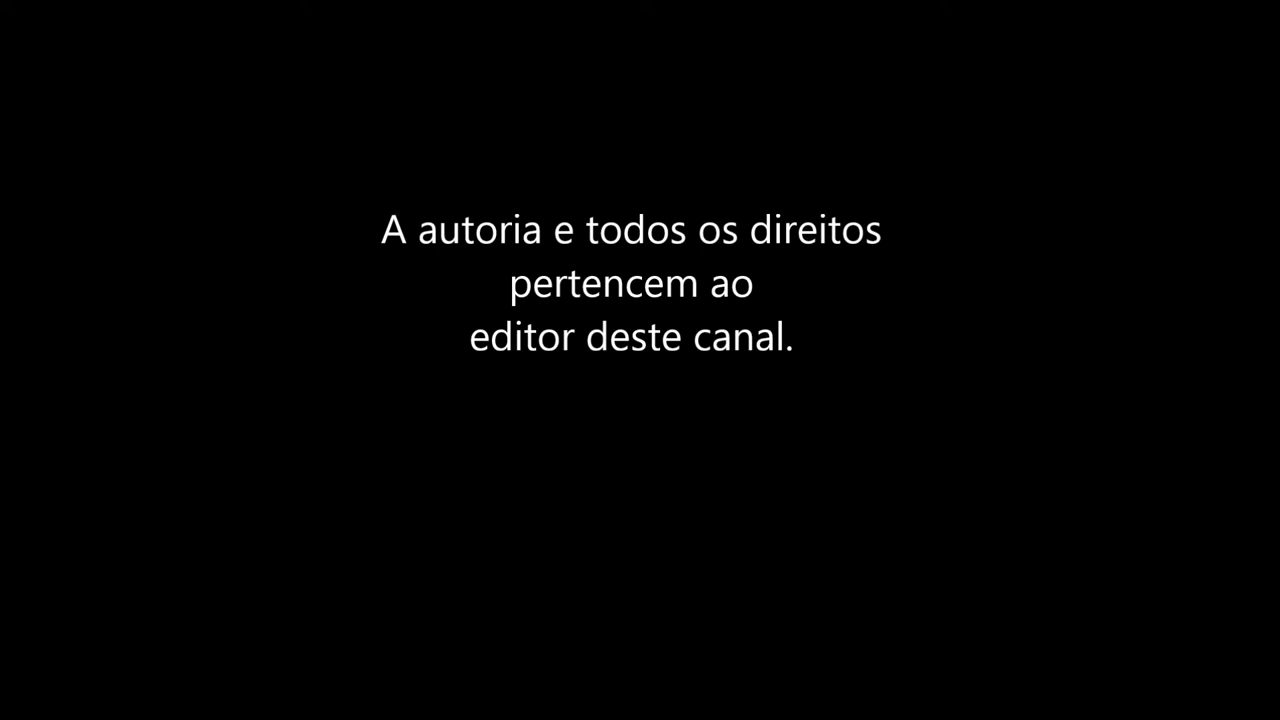 A autoria e todos os direitos
pertencem ao
editor deste canal.